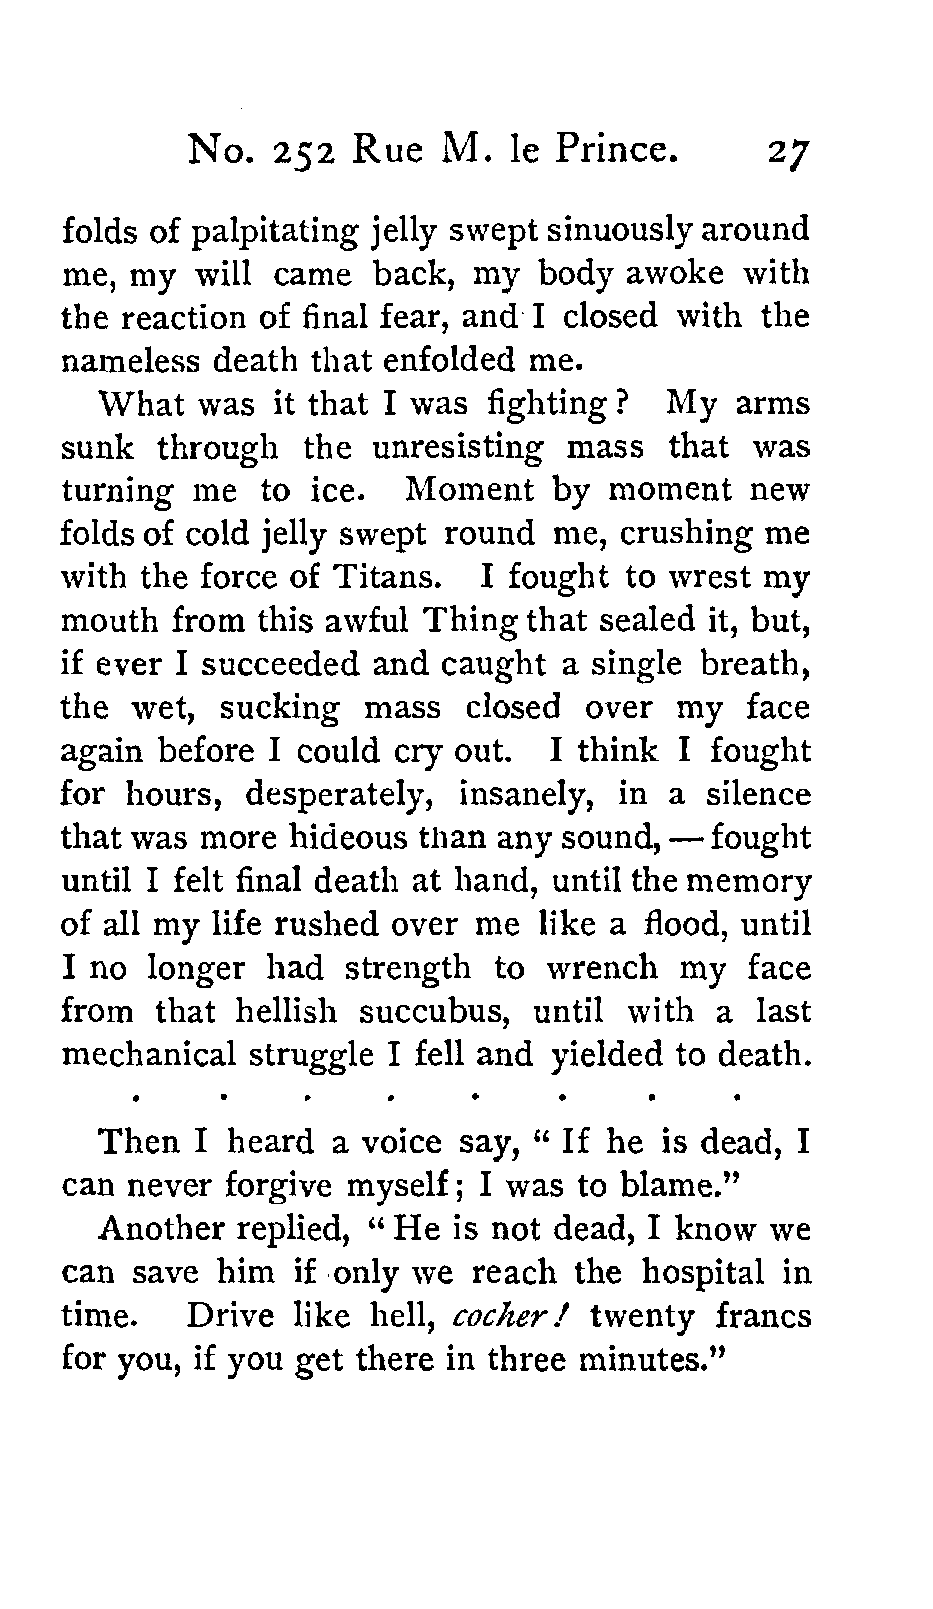 No. 252 Rue M. le Prince. 27
folds of palpitating jelly swept sinuously around
me, my will came back, my body awoke with
the reaction of final fear, and I closed with the
nameless death that enfolded me.
What was it that I was fighting? My arms
sunk through the unresisting mass that was
turning me to ice. Moment by moment new
folds of cold jelly swept round me, crushing me
with the force of Titans. I fought to wrest my
mouth from this awful Thing that sealed it, but,
if ever I succeeded and caught a single breath,
the wet, sucking mass closed over my face
again before I could cry out. I think I fought
for hours, desperately, insanely, in a silence
that was more hideous than any sound, — fought
until I felt final death at hand, until the memory
of all my life rushed over me like a flood, until
I no longer had strength to wrench my face
from that hellish succubus, until with a last
mechanical struggle I fell and yielded to death.
. . . . . . . .
Then I heard a voice say, "If he is dead, I
can never forgive myself; I was to blame."
Another replied, "He is not dead, I know we
can save him if only we reach the hospital in
time. Drive like hell, cocher! twenty francs
for you, if you get there in three minutes."